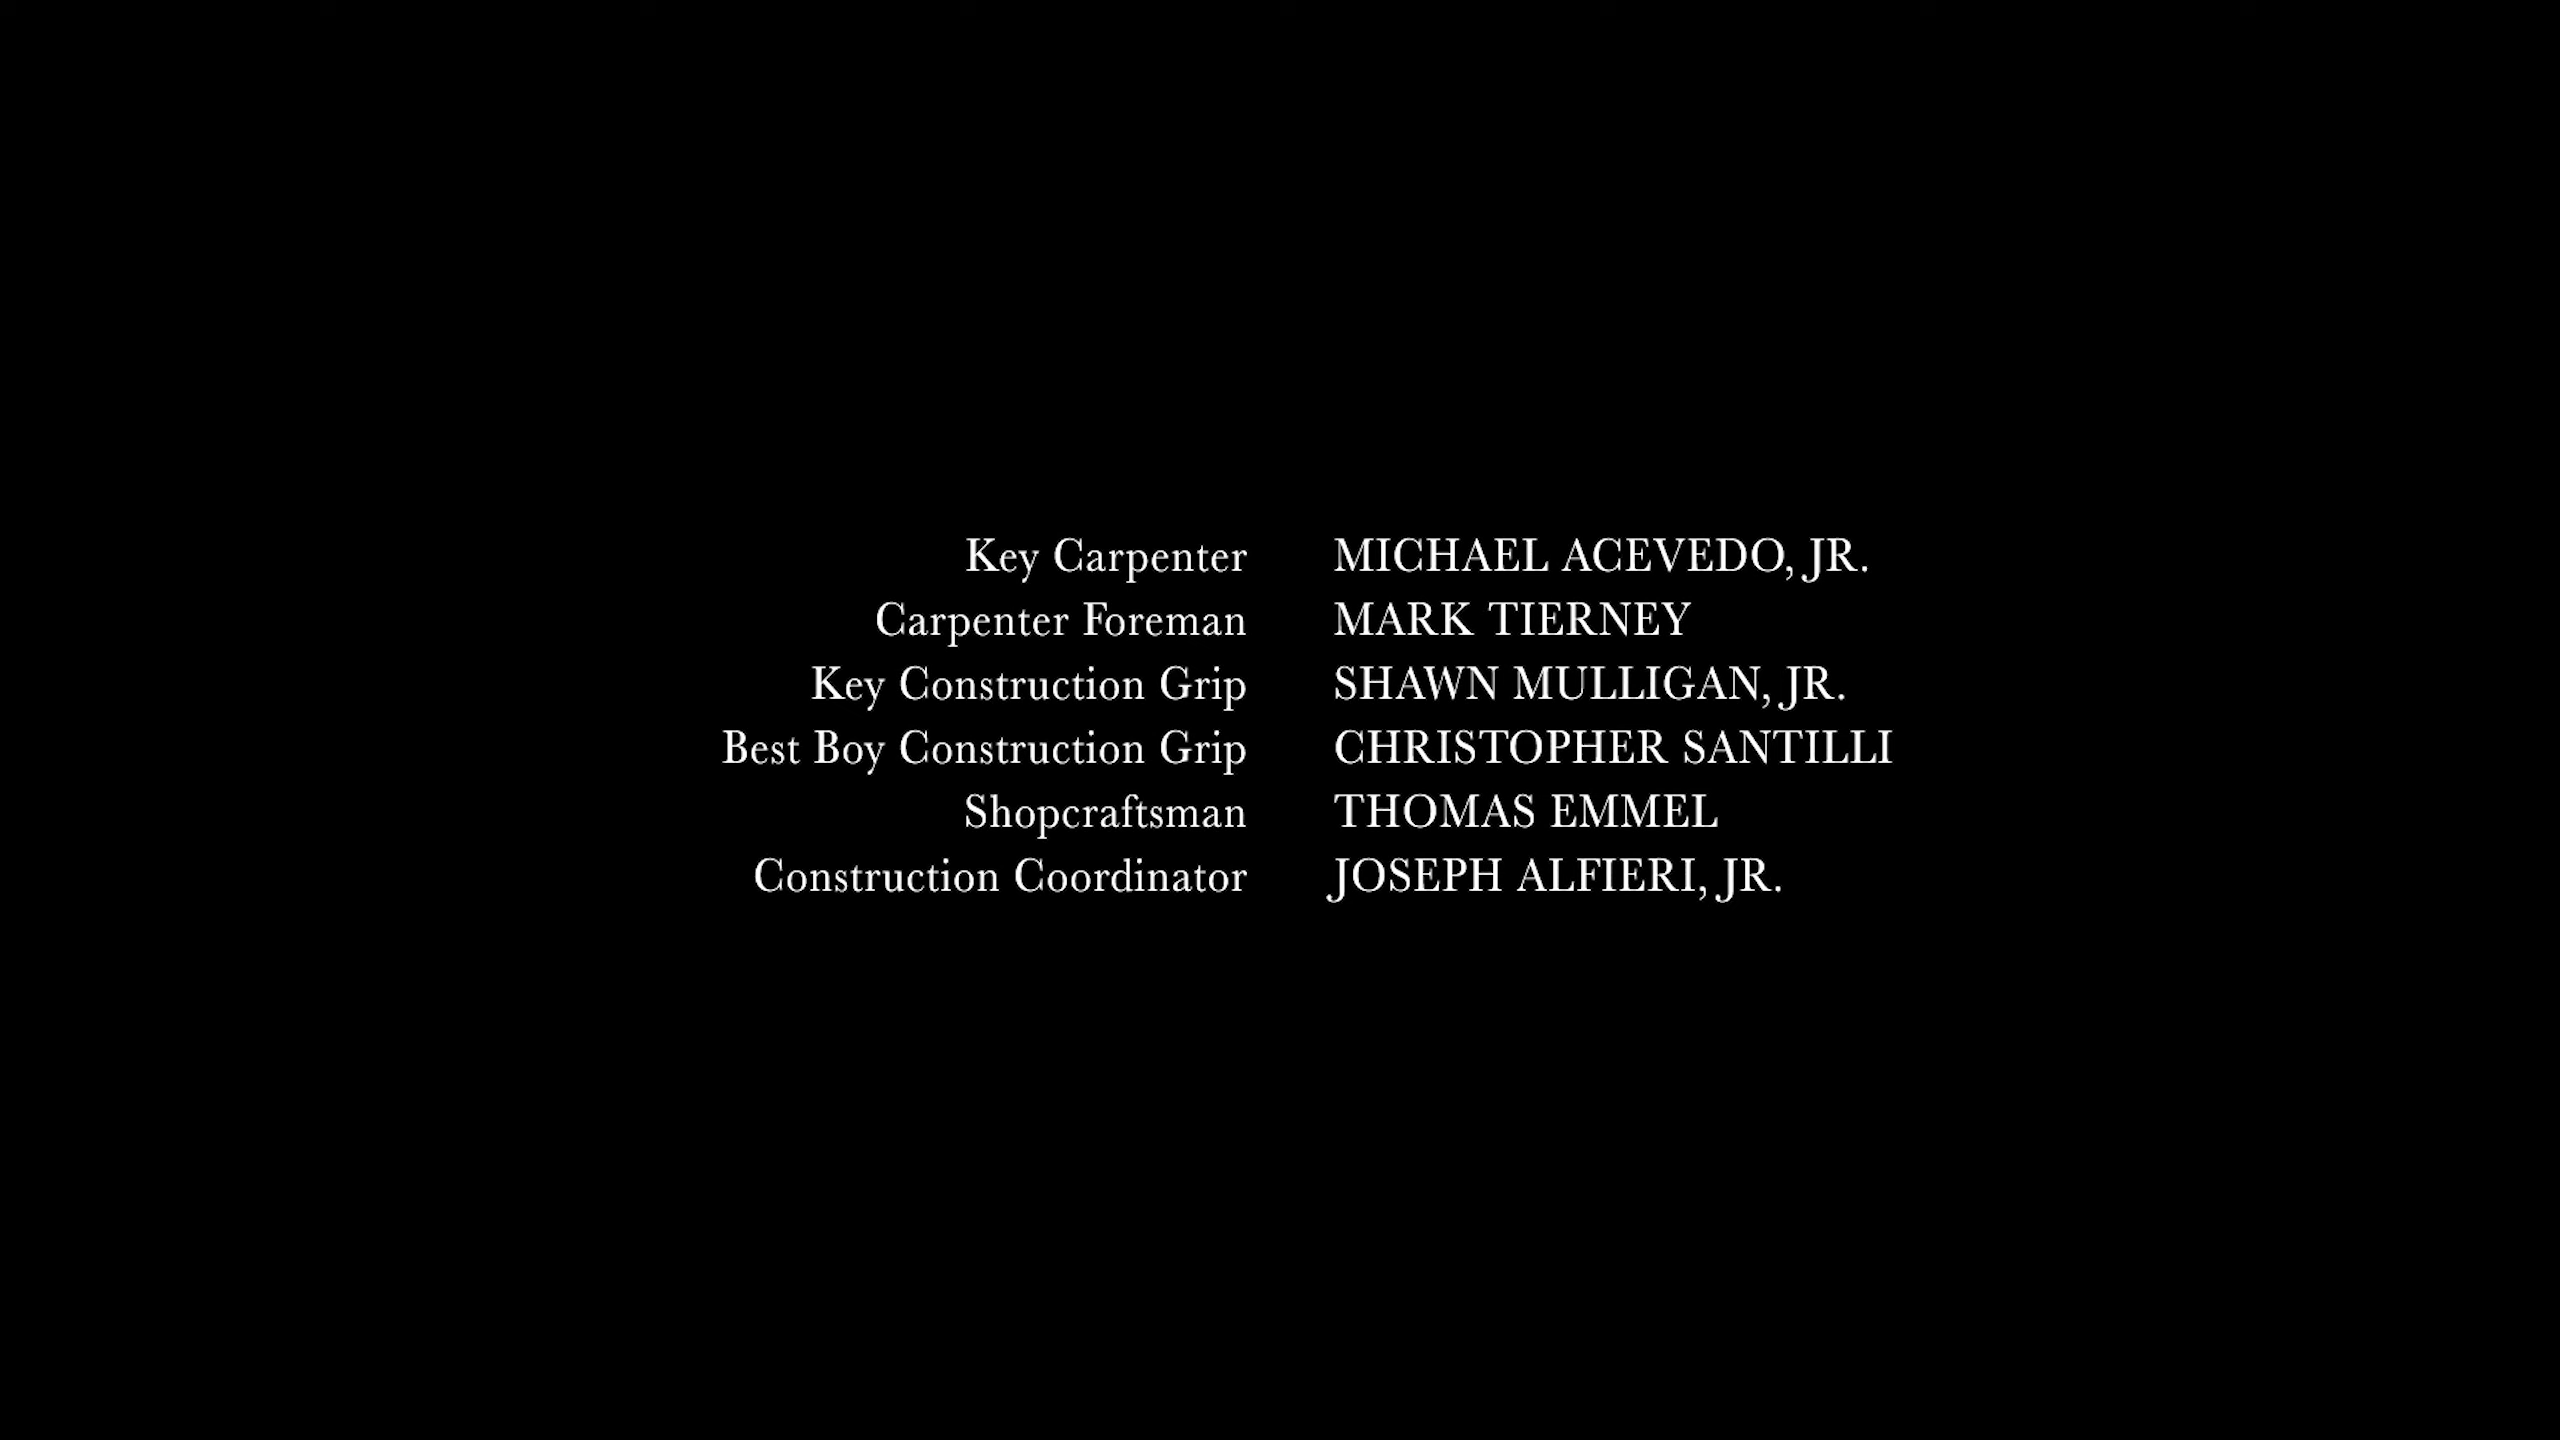 Key Carpenter MICHAEL ACEVEDO, JR.
Carpenter Foreman MARK TIERNEY
Key Construction Grip SHAWN MULLIGAN, JR.
Best Boy Construction Grip CHRISTOPHER SANTILLI
Shopcraftsman THOMAS EMMEL
Construction Coordinator JOSEPH ALFIERI, JR.